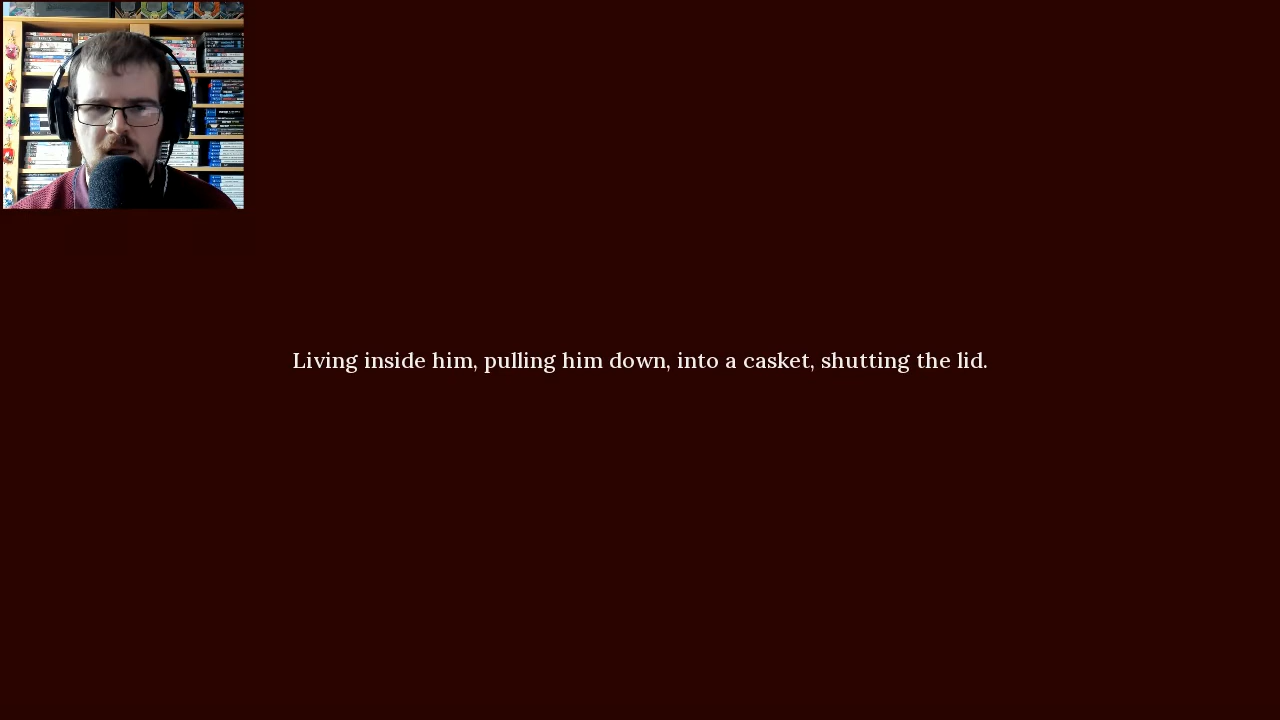 Living inside him, pulling him down, into a casket, shutting the lid.